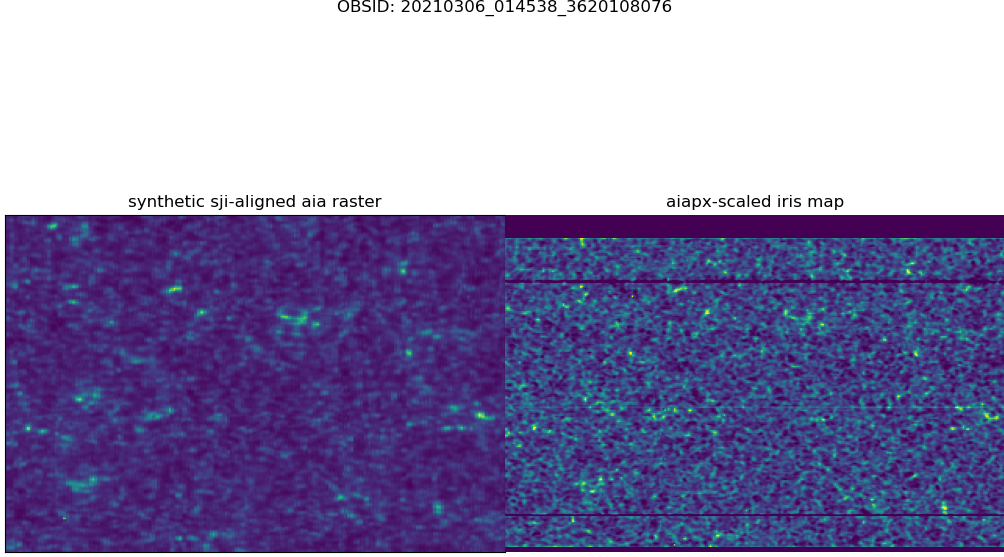 OBSID: 20210306_014538_3620108076
synthetic sji-aligned aia raster
aiapx-scaled iris map